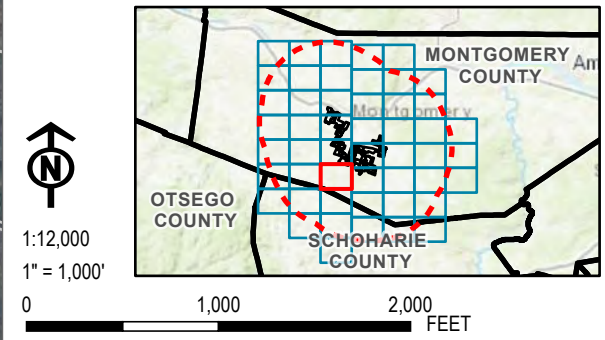 MONTGOMERY
COUNTY
Am
Montgomery
N
OTSEGO
COUNTY
SCHOHARIE
COUNTY
1:12,000
1" = 1,000'
0 1,000 2,000
FEET